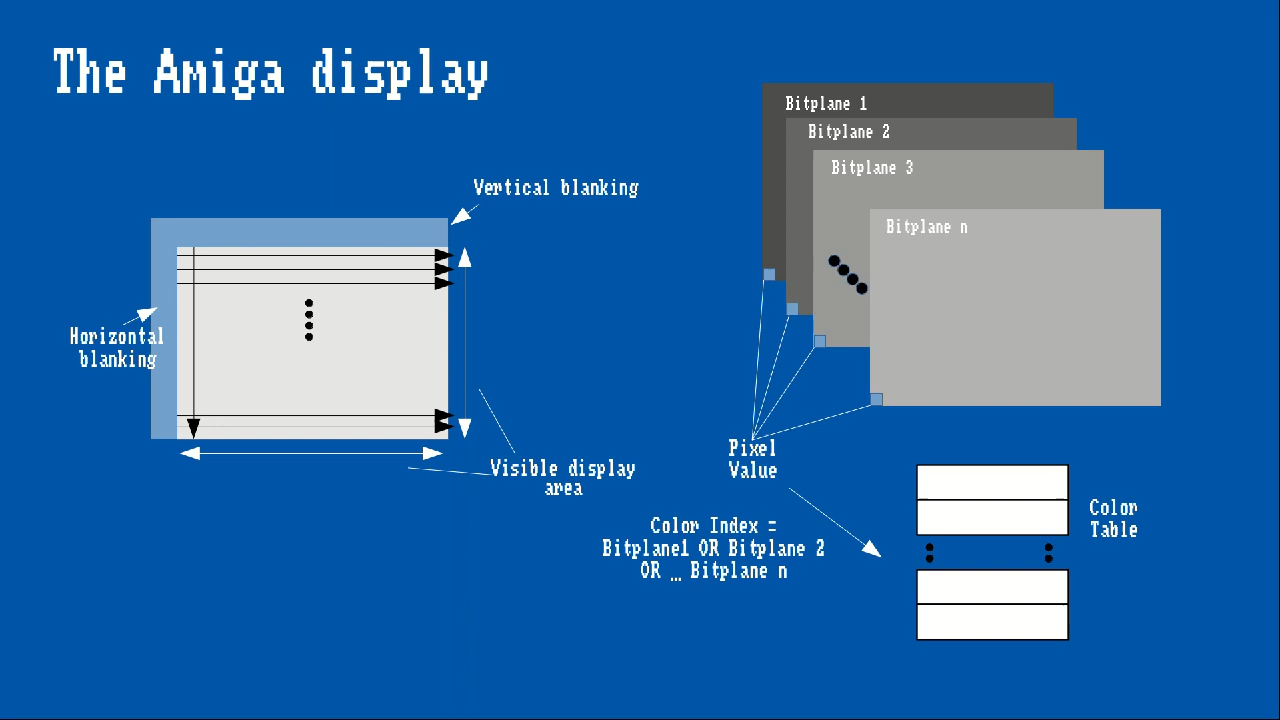 The Amiga display
Vertical blanking
Horizontal
blanking
Visible display
area
Bitplane 1
Bitplane 2
Bitplane 3
Bitplane n
Pixel
Value
Color Index =
Bitplane1 OR Bitplane 2
OR … Bitplane n
Color
Table